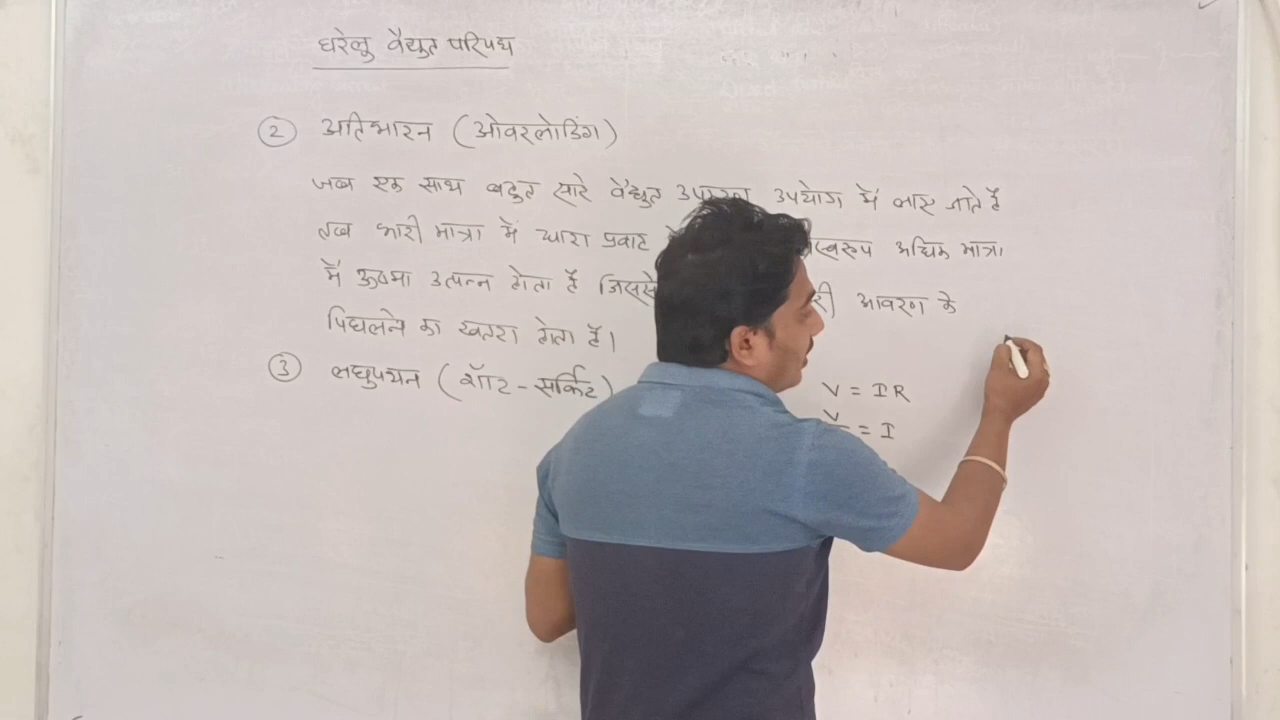 घरेलु वैद्युत परिपथ
② अतिभारन (ओवरलोडिंग)
जब एक साथ बहुत सारे वैद्युत उपकरण उपयोग में लाए जाते हैं
तब भारी मात्रा में धारा प्रवाह अधिक मात्रा
में ऊष्मा उत्पन्न होता है जिससे आवरण के
पिघलने का खतरा होता है।
③ लघुपथन (शॉट-सर्किट)
V = IR
V/ = I